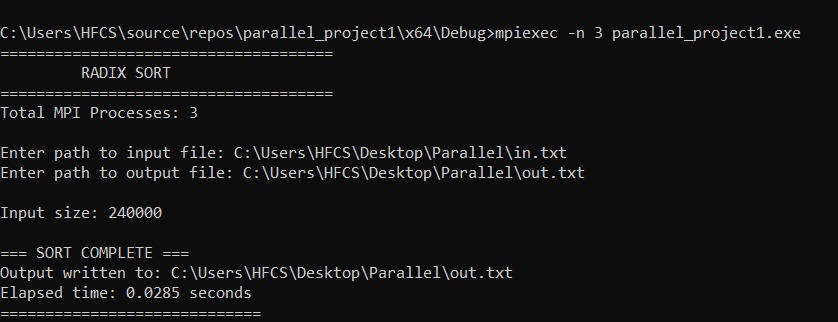 C:\Users\HFCS\source\repos\parallel_project1\x64\Debug>mpiexec -n 3 parallel_project1.exe
=====================================
RADIX SORT
=====================================
Total MPI Processes: 3
Enter path to input file: C:\Users\HFCS\Desktop\Parallel\in.txt
Enter path to output file: C:\Users\HFCS\Desktop\Parallel\out.txt
Input size: 240000
=== SORT COMPLETE ===
Output written to: C:\Users\HFCS\Desktop\Parallel\out.txt
Elapsed time: 0.0285 seconds
=============================